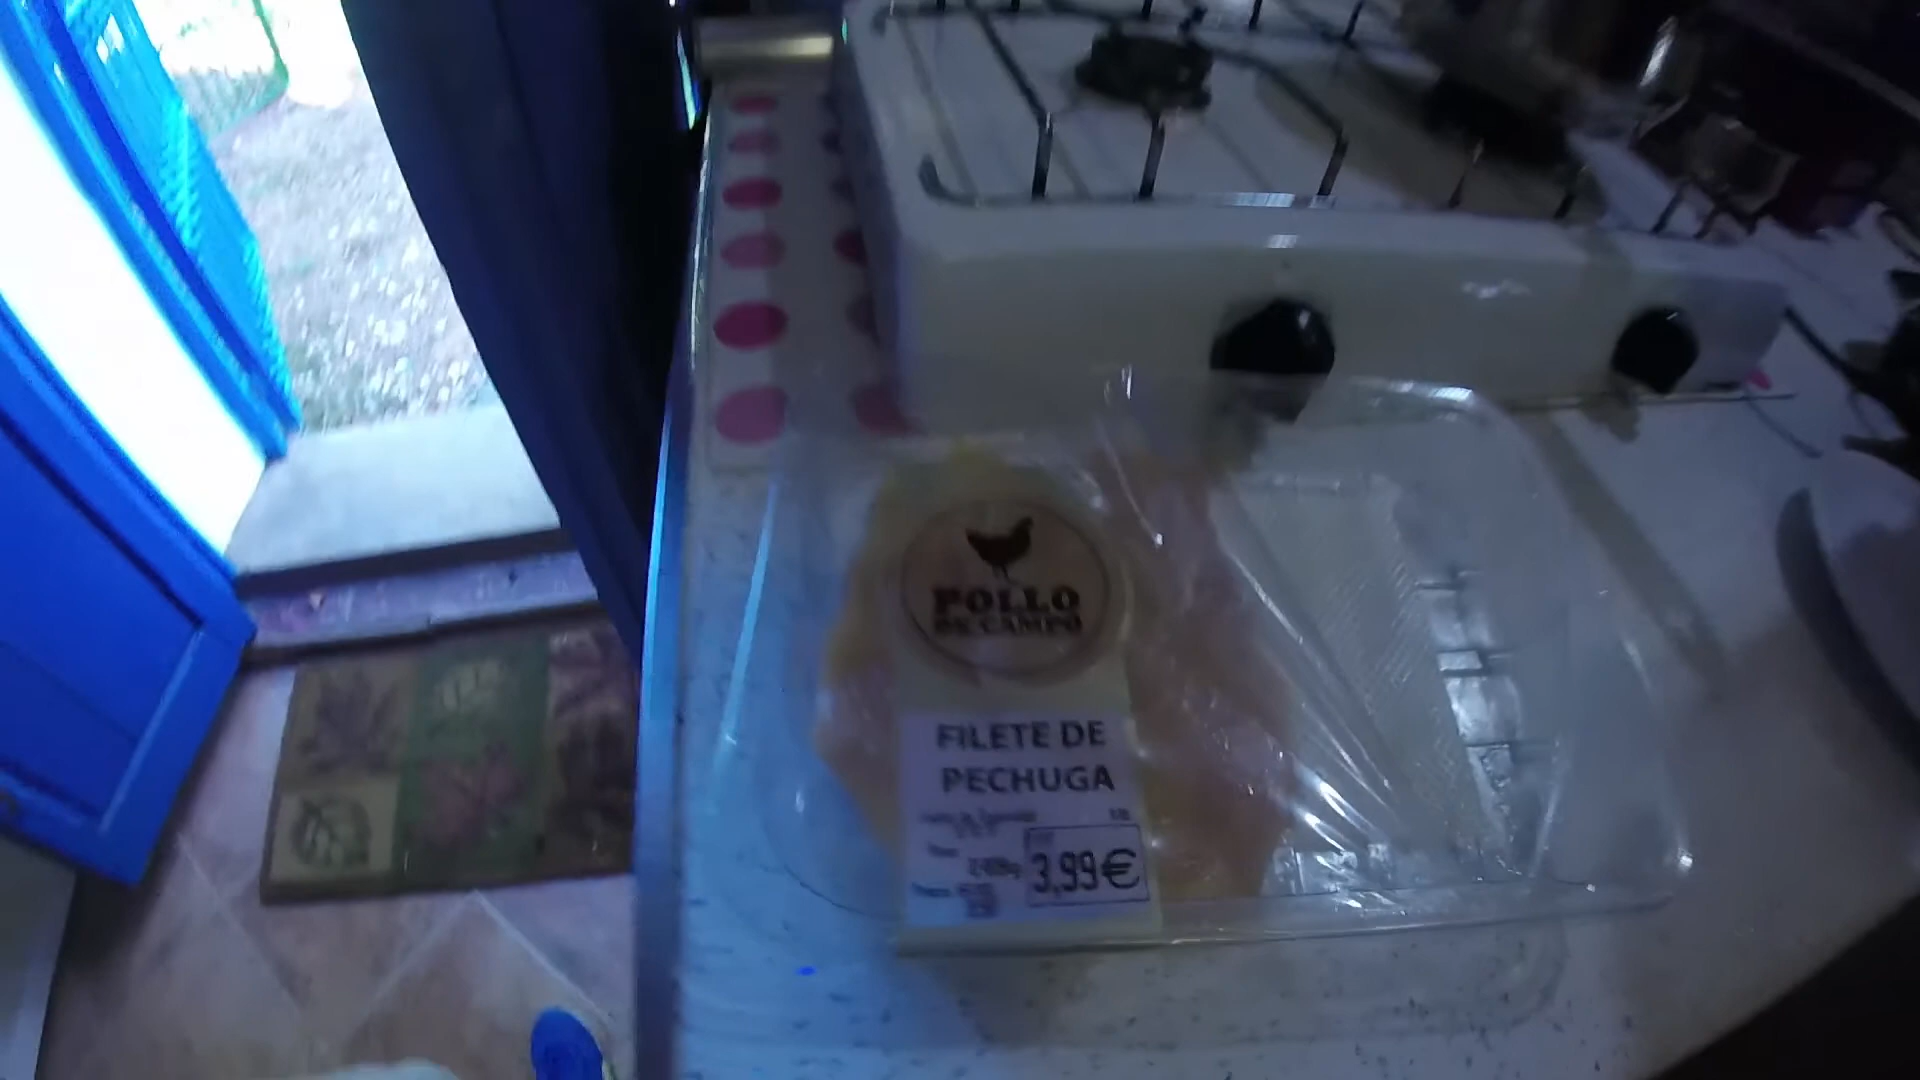 POLLO
DE CAMPO
FILETE DE
PECHUGA
3,99€